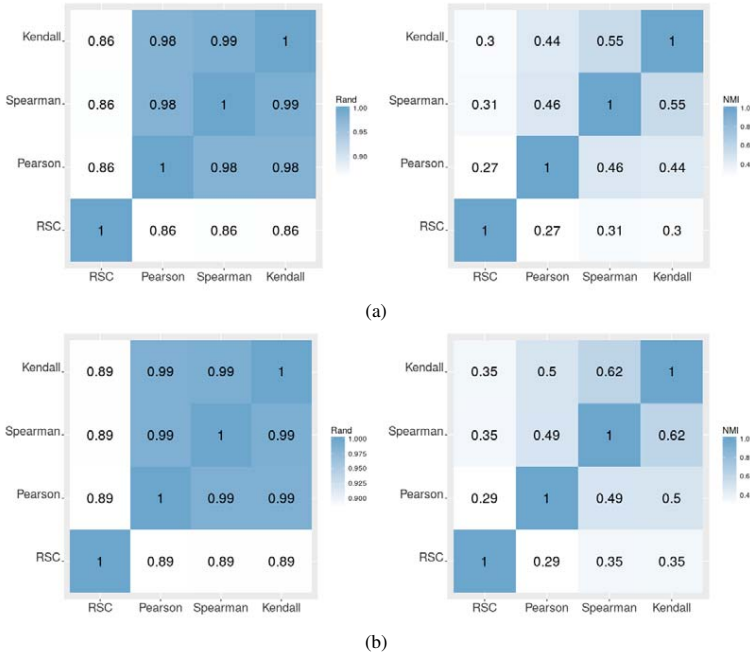 Kendall 0.86 0.98 0.99 1
Spearman 0.86 0.98 1 0.99
Pearson 0.86 1 0.98 0.98
RSC 1 0.86 0.86 0.86
RSC Pearson Spearman Kendall
Rand
1.00
0.95
0.90
Kendall 0.3 0.44 0.55 1
Spearman 0.31 0.46 1 0.55
Pearson 0.27 1 0.46 0.44
RSC 1 0.27 0.31 0.3
RSC Pearson Spearman Kendall
NMI
1.0
0.8
0.6
0.4
(a)
Kendall 0.89 0.99 0.99 1
Spearman 0.89 0.99 1 0.99
Pearson 0.89 1 0.99 0.99
RSC 1 0.89 0.89 0.89
RSC Pearson Spearman Kendall
Rand
1.000
0.975
0.950
0.925
0.900
Kendall 0.35 0.5 0.62 1
Spearman 0.35 0.49 1 0.62
Pearson 0.29 1 0.49 0.5
RSC 1 0.29 0.35 0.35
RSC Pearson Spearman Kendall
NMI
1.0
0.8
0.6
0.4
(b)